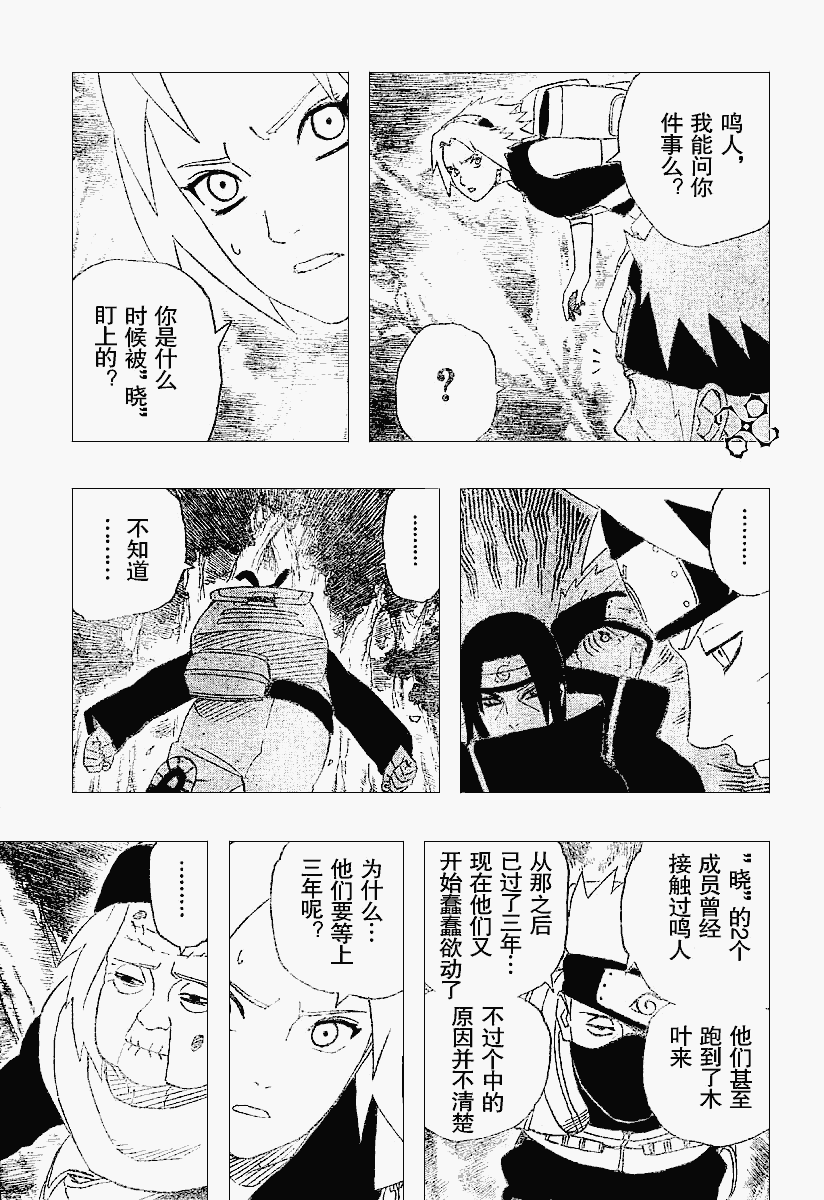 鸣人，
我能问你
件事么？
？
你是什么
时候被”晓”
盯上的？
………
………
不知道
……
”晓”的2个
成员曾经
接触过鸣人
他们甚至
跑到了木
叶来
从那之后
已过了三年…
现在他们又
开始蠢蠢欲动了
不过个中的
原因并不清楚
为什么…
他们要等上
三年呢？
………